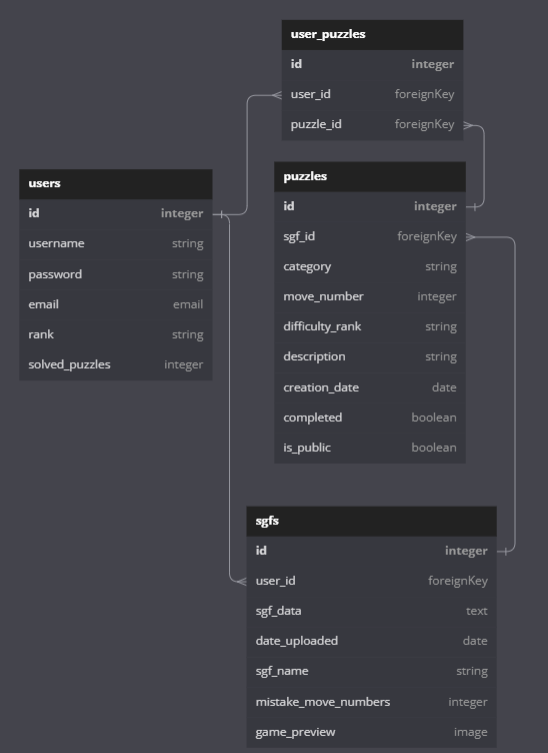 user_puzzles
id integer
user_id foreignKey
puzzle_id foreignKey
users
id integer
username string
password string
email email
rank string
solved_puzzles integer
puzzles
id integer
sgf_id foreignKey
category string
move_number integer
difficulty_rank string
description string
creation_date date
completed boolean
is_public boolean
sgfs
id integer
user_id foreignKey
sgf_data text
date_uploaded date
sgf_name string
mistake_move_numbers integer
game_preview image